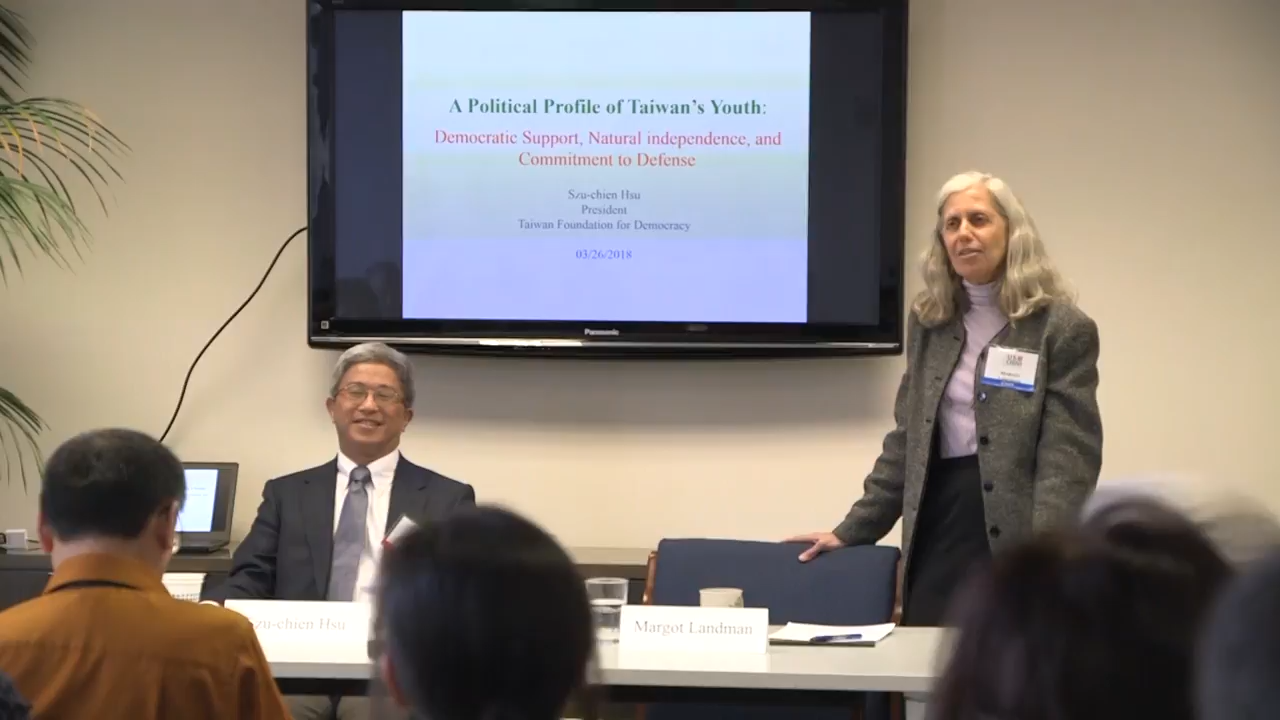 A Political Profile of Taiwan's Youth:
Democratic Support, Natural independence, and
Commitment to Defense
Szu-chien Hsu
President
Taiwan Foundation for Democracy
03/26/2018
Panasonic
Szu-chien Hsu
Margot Landman